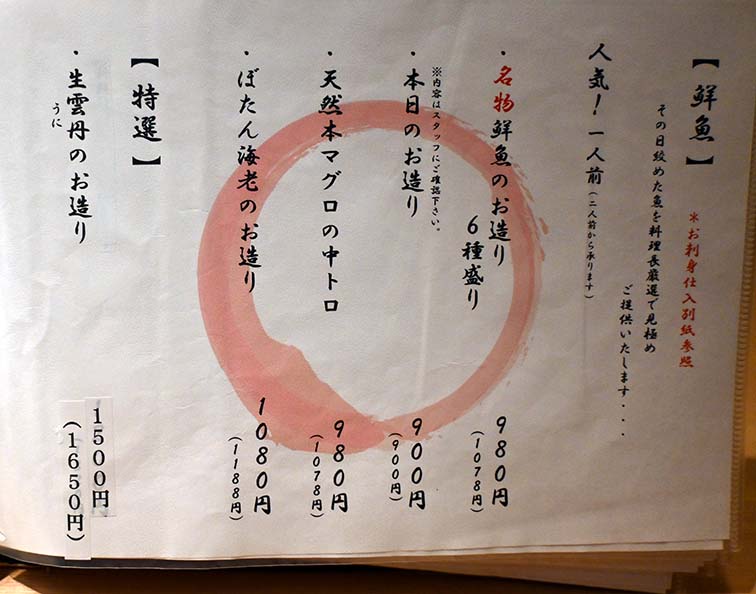 【鮮魚】
＊お刺身仕入別紙参照
その日絞めた魚を料理長厳選で見極め
ご提供いたします・・・
人気！一人前（二人前から承ります）
・名物鮮魚のお造り
６種盛り
980円
（1078円）
・本日のお造り
※内容はスタッフにご確認下さい。
900円
（900円）
・天然本マグロの中トロ
980円
（1078円）
・ぼたん海老のお造り
1080円
（1188円）
【特選】
・生雲丹のお造り
うに
1500円
（1650円）